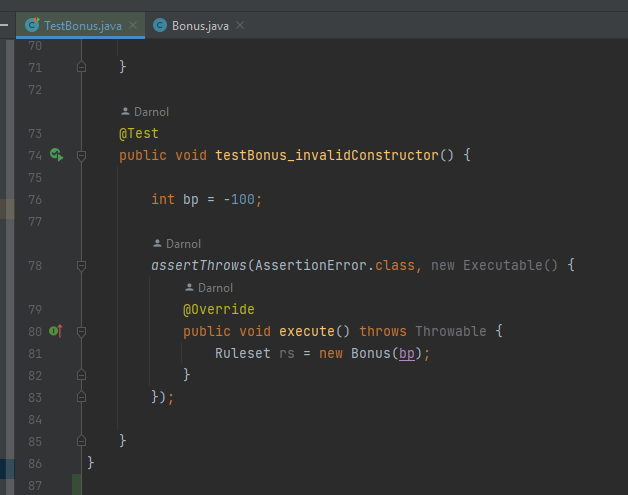 TestBonus.java
Bonus.java
70
71 }
72
Darnol
73 @Test
74 public void testBonus_invalidConstructor() {
75
76 int bp = -100;
77
Darnol
78 assertThrows(AssertionError.class, new Executable() {
Darnol
79 @Override
80 public void execute() throws Throwable {
81 Ruleset rs = new Bonus(bp);
82 }
83 });
84
85 }
86 }
87